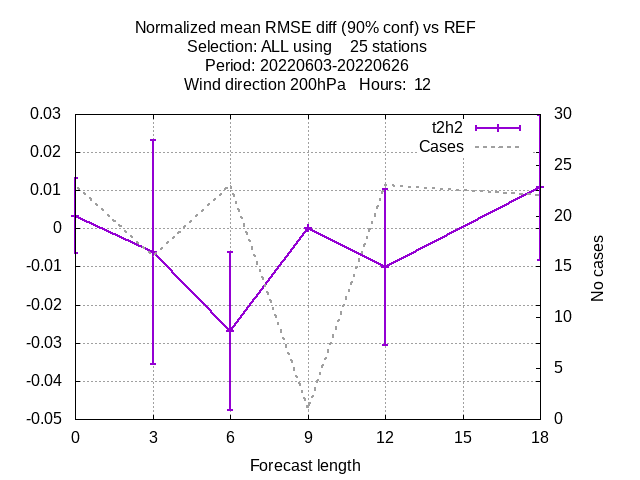 Normalized mean RMSE diff (90% conf) vs REF
Selection: ALL using    25 stations
Period: 20220603-20220626
Wind direction 200hPa   Hours:  12
0.03
0.02
0.01
0
-0.01
-0.02
-0.03
-0.04
-0.05
t2h2
Cases
30
25
20
15
10
5
0
No cases
0 3 6 9 12 15 18
Forecast length